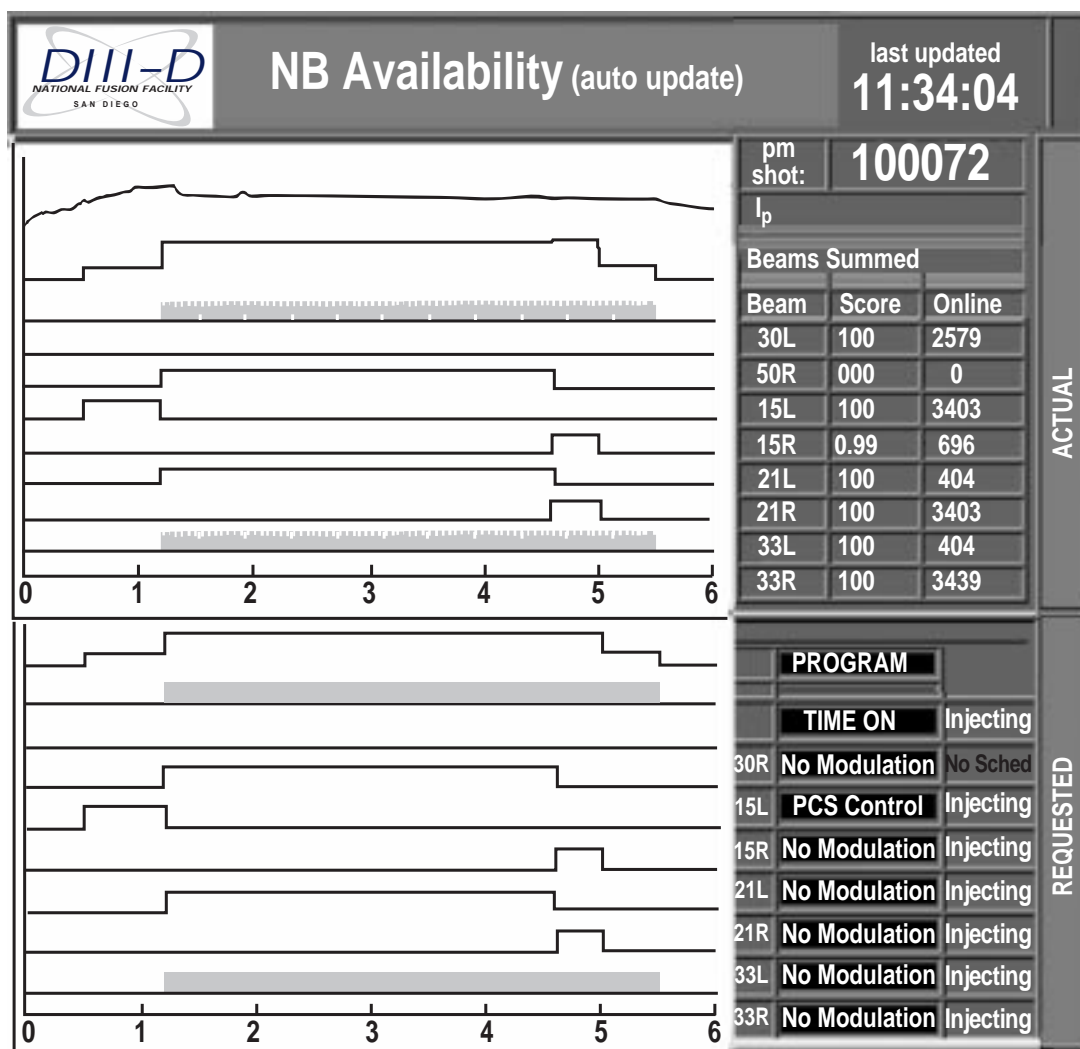 DIII–D
NATIONAL FUSION FACILITY
SAN DIEGO
NB Availability (auto update)
last updated
11:34:04
pm shot: 100072
Ip
Beams Summed
Beam Score Online
30L 100 2579
50R 000 0
15L 100 3403
15R 0.99 696
21L 100 404
21R 100 3403
33L 100 404
33R 100 3439
ACTUAL
0 1 2 3 4 5 6
PROGRAM
TIME ON Injecting
30R No Modulation No Sched
15L PCS Control Injecting
15R No Modulation Injecting
21L No Modulation Injecting
21R No Modulation Injecting
33L No Modulation Injecting
33R No Modulation Injecting
REQUESTED
0 1 2 3 4 5 6